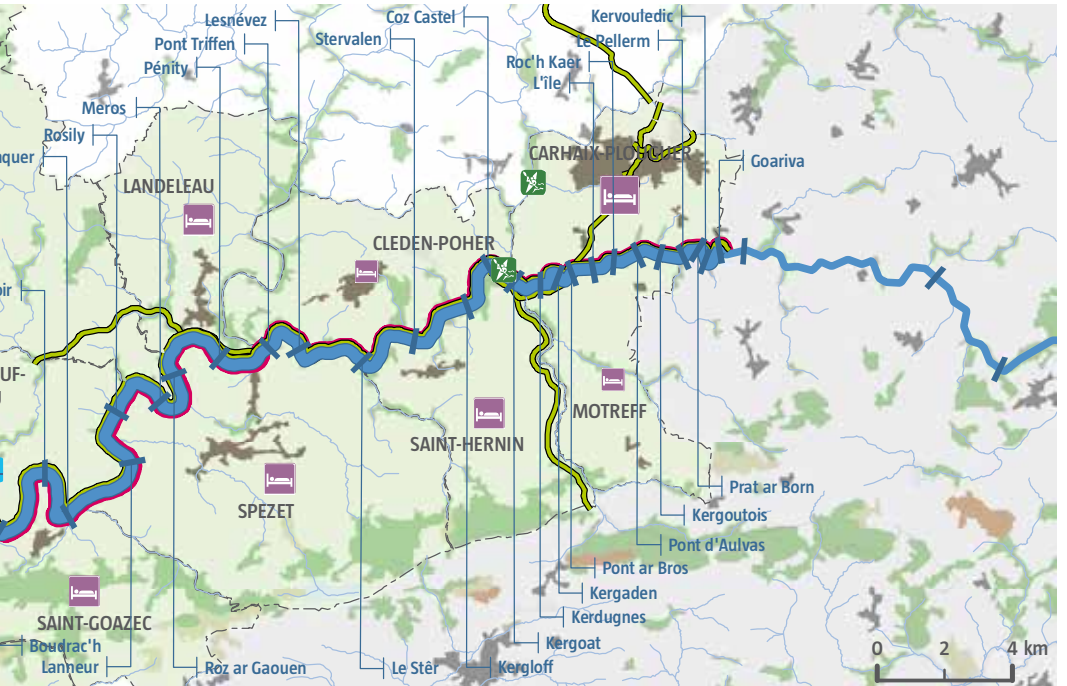 Lesnévez
Coz Castel
Kervouledic
Pont Triffen
Stervalen
Le Pellerm
Pénity
Roc'h Kaer
L'île
Meros
Rosily
quer
CARHAIX-PLOUGUER
Goariva
LANDELEAU
CLEDEN-POHER
oir
UF-
U
MOTREFF
SAINT-HERNIN
SPEZET
Prat ar Born
Kergoutois
Pont d'Aulvas
Pont ar Bros
Kergaden
Kerdugnes
SAINT-GOAZEC
Boudrac'h
Kergoat
Lanneur
Roz ar Gaouen
Le Stêr
Kergloff
0 2 4 km